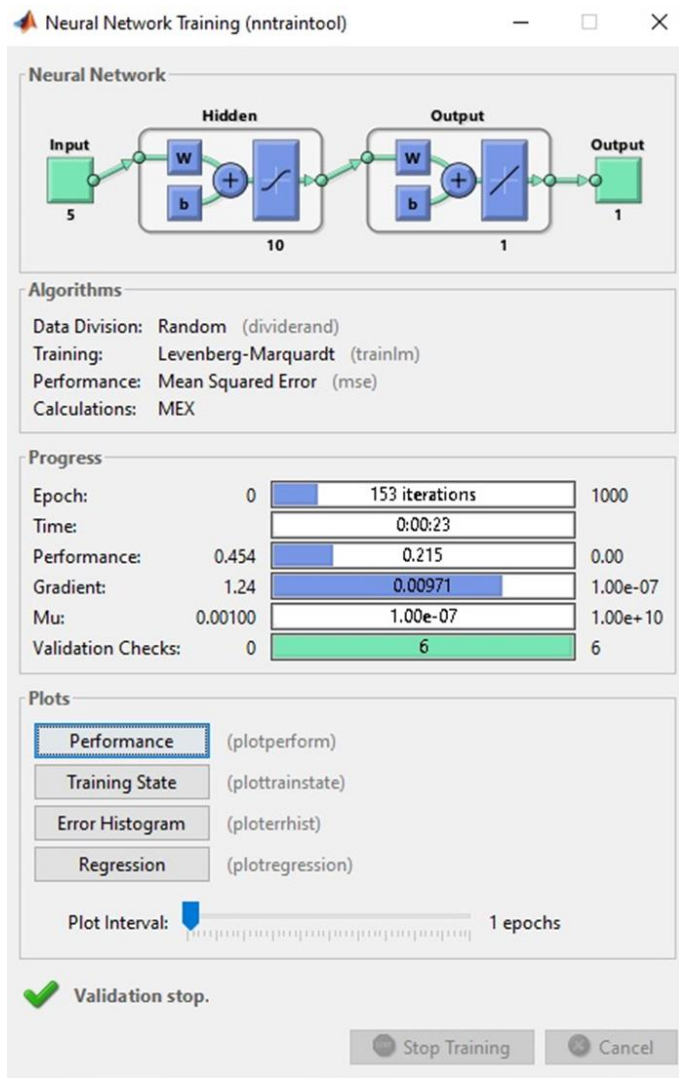 Neural Network Training (nntraintool)
Neural Network
Hidden
Output
Input
W
b
W
b
Output
5
10
1
1
Algorithms
Data Division: Random (dividerand)
Training: Levenberg-Marquardt (trainlm)
Performance: Mean Squared Error (mse)
Calculations: MEX
Progress
Epoch: 0 153 iterations 1000
Time: 0:00:23
Performance: 0.454 0.215 0.00
Gradient: 1.24 0.00971 1.00e-07
Mu: 0.00100 1.00e-07 1.00e+10
Validation Checks: 0 6 6
Plots
Performance (plotperform)
Training State (plottrainstate)
Error Histogram (ploterrhist)
Regression (plotregression)
Plot Interval: 1 epochs
Validation stop.
Stop Training Cancel